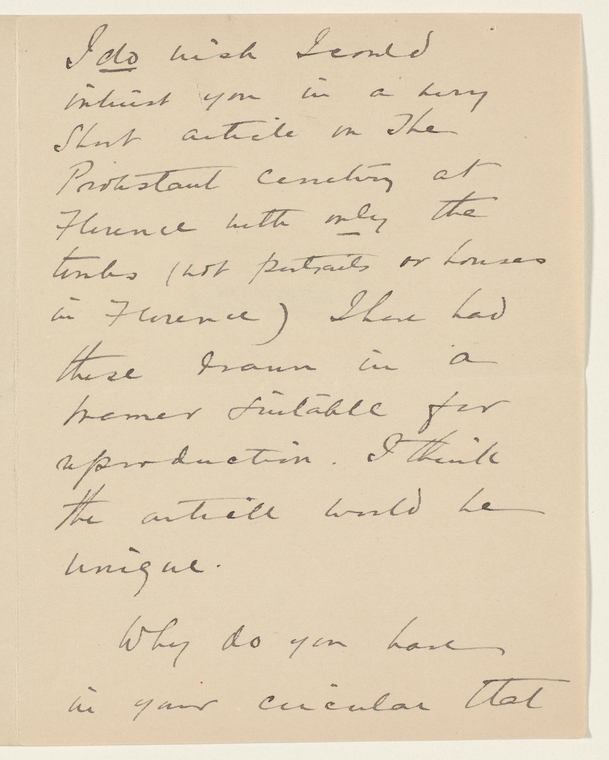 I do wish I could
interest you in a very
Short article on The
Protestant Cemetery at
Florence with only the
tombs (not portraits or houses
in Florence) I have had
these drawn in a
manner suitable for
reproduction. I think
the article would be
unique.
Why do you have
in your circular that